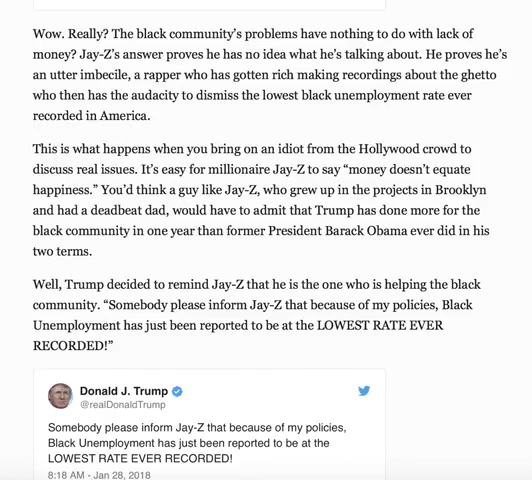 Wow. Really? The black community’s problems have nothing to do with lack of
money? Jay-Z’s answer proves he has no idea what he’s talking about. He proves he’s
an utter imbecile, a rapper who has gotten rich making recordings about the ghetto
who then has the audacity to dismiss the lowest black unemployment rate ever
recorded in America.
This is what happens when you bring on an idiot from the Hollywood crowd to
discuss real issues. It’s easy for millionaire Jay-Z to say “money doesn’t equate
happiness.” You’d think a guy like Jay-Z, who grew up in the projects in Brooklyn
and had a deadbeat dad, would have to admit that Trump has done more for the
black community in one year than former President Barack Obama ever did in his
two terms.
Well, Trump decided to remind Jay-Z that he is the one who is helping the black
community. “Somebody please inform Jay-Z that because of my policies, Black
Unemployment has just been reported to be at the LOWEST RATE EVER
RECORDED!”
Donald J. Trump
@realDonaldTrump
Somebody please inform Jay-Z that because of my policies,
Black Unemployment has just been reported to be at the
LOWEST RATE EVER RECORDED!
8:18 AM - Jan 28, 2018